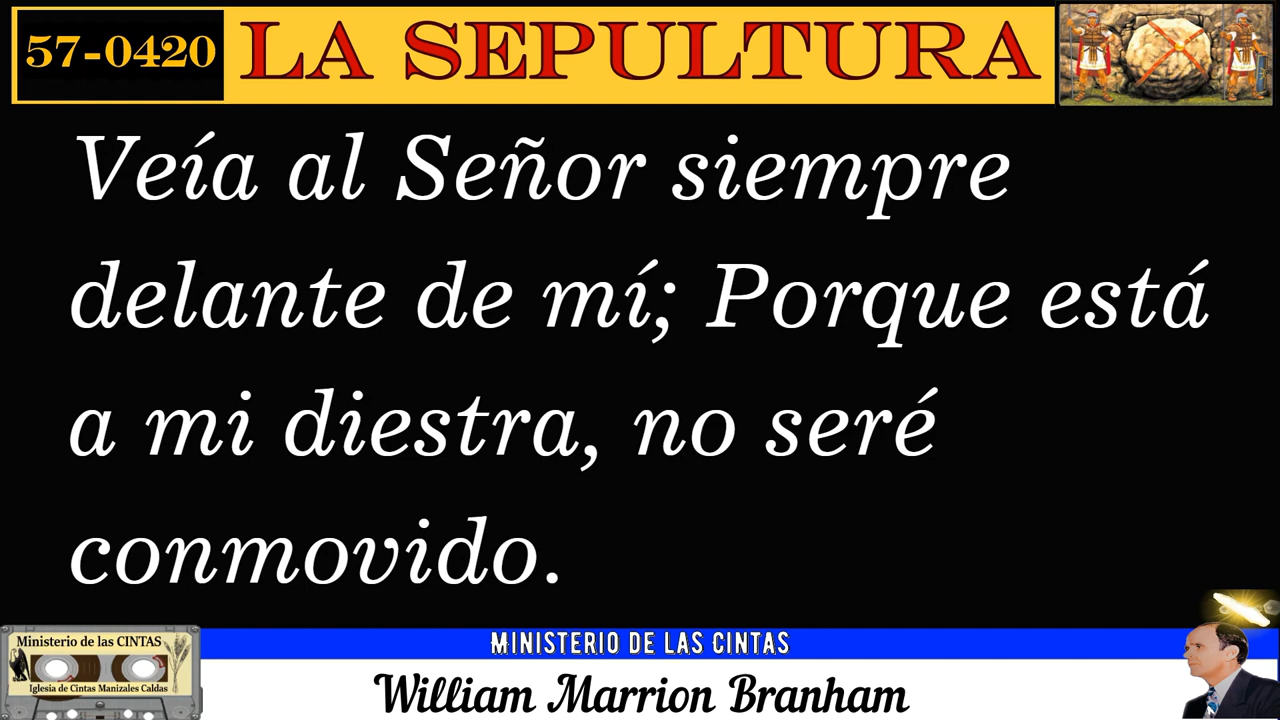 57-0420 LA SEPULTURA
Veía al Señor siempre
delante de mí; Porque está
a mi diestra, no seré
conmovido.
Ministerio de las CINTAS
Iglesia de Cintas Manizales Caldas
MINISTERIO DE LAS CINTAS
William Marrion Branham